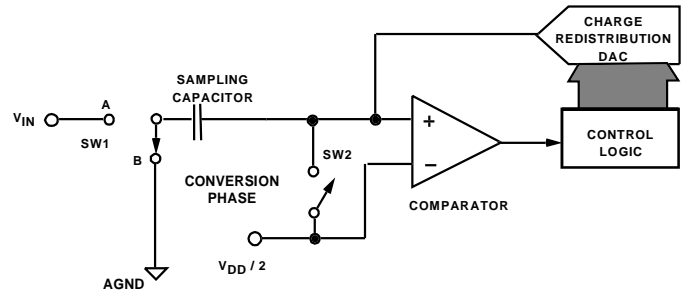 CHARGE
REDISTRIBUTION
DAC
SAMPLING
CAPACITOR
A
VIN
SW1
B
+
SW2
−
CONTROL
LOGIC
CONVERSION
PHASE
COMPARATOR
VDD / 2
AGND